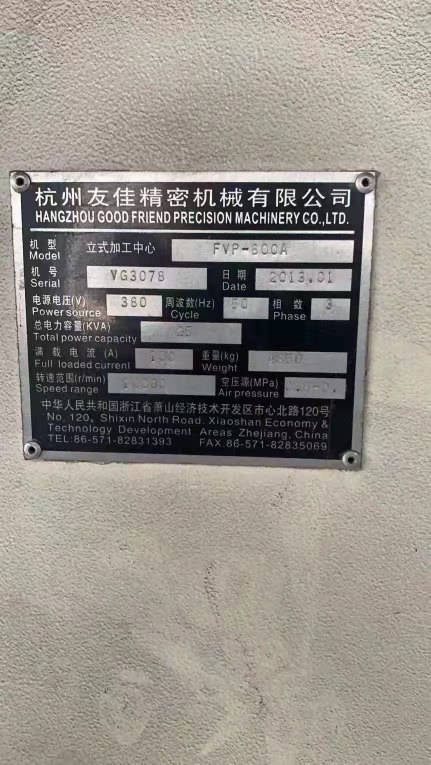 杭州友佳精密机械有限公司
HANGZHOU GOOD FRIEND PRECISION MACHINERY CO., LTD.
机型 Model 立式加工中心 FVP-800A
机号 Serial VG3078 日期 Date 2013.01
电源电压(V) Power source 380 周波数(Hz) Cycle 50 相数 Phase 3
总电力容量(KVA) Total power capacity 25
满载电流(A) Full loaded current 100 重量(kg) Weight
转速范围(r/min) Speed range 空压源(MPa) Air pressure
中华人民共和国浙江省萧山经济技术开发区市心北路120号
No.120, Shixin North Road. Xiaoshan Economy &
Technology Development Areas Zhejiang, China
TEL:86-571-82831393 FAX:86-571-82835069